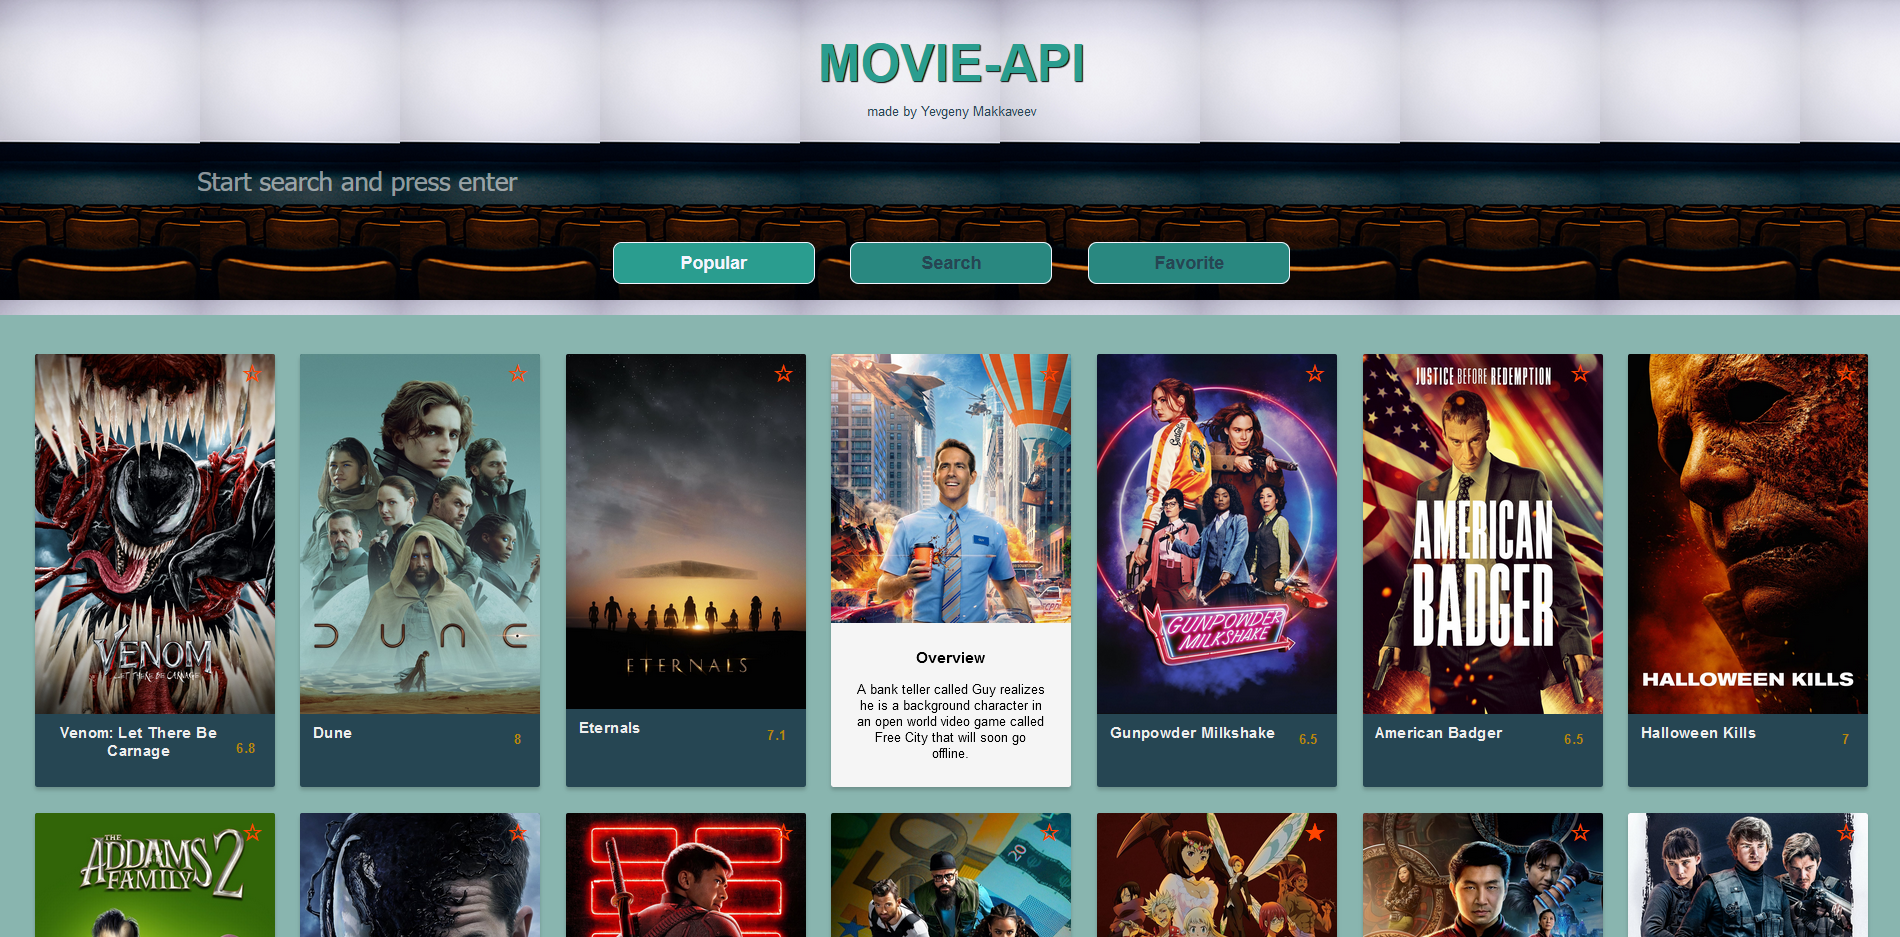 MOVIE-API
made by Yevgeny Makkaveev
Start search and press enter
Popular
Search
Favorite
VENOM
LET THERE BE CARNAGE
Venom: Let There Be
Carnage
6.8
DUNE
Dune
8
ETERNALS
Eternals
7.1
Overview
A bank teller called Guy realizes
he is a background character in
an open world video game called
Free City that will soon go
offline.
GUNPOWDER
MILKSHAKE
Gunpowder Milkshake
6.5
JUSTICE BEFORE REDEMPTION
AMERICAN
BADGER
American Badger
6.5
HALLOWEEN KILLS
Halloween Kills
7
THE
ADDAMS
FAMILY 2
20